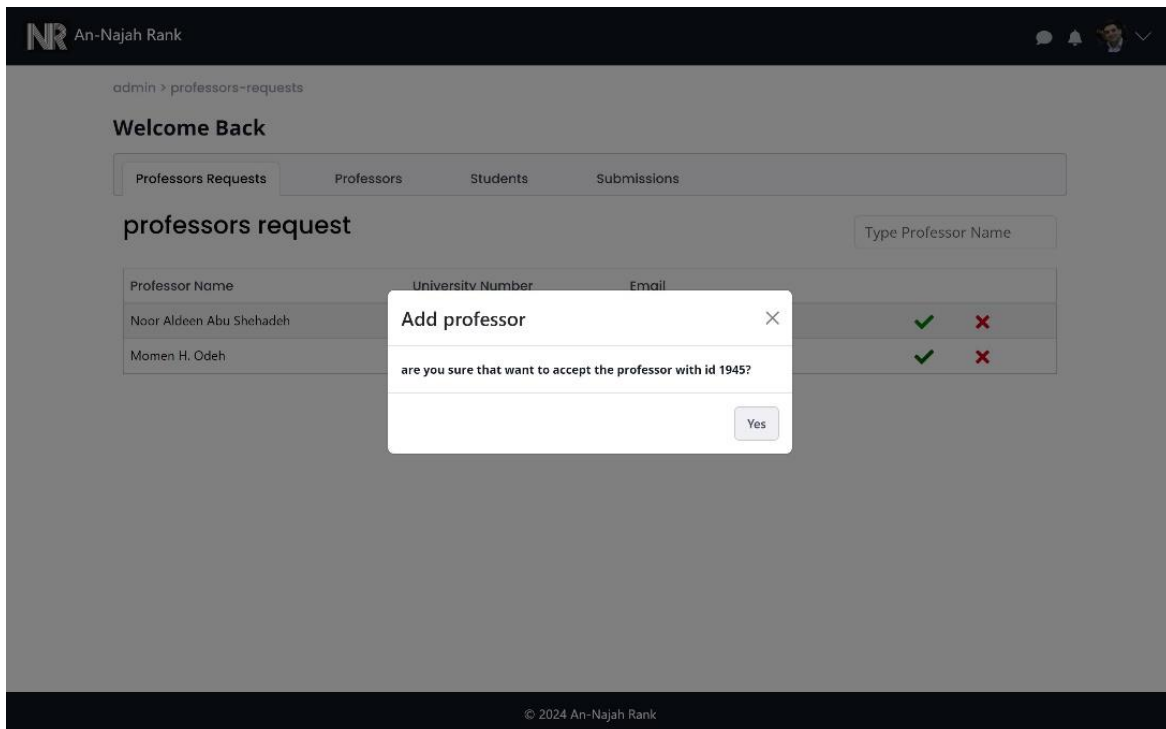 NR An-Najah Rank
admin > professors-requests
Welcome Back
Professors Requests Professors Students Submissions
professors request
Type Professor Name
Professor Name University Number Email
Noor Aldeen Abu Shehadeh
Momen H. Odeh
Add professor
are you sure that want to accept the professor with id 1945?
Yes
© 2024 An-Najah Rank